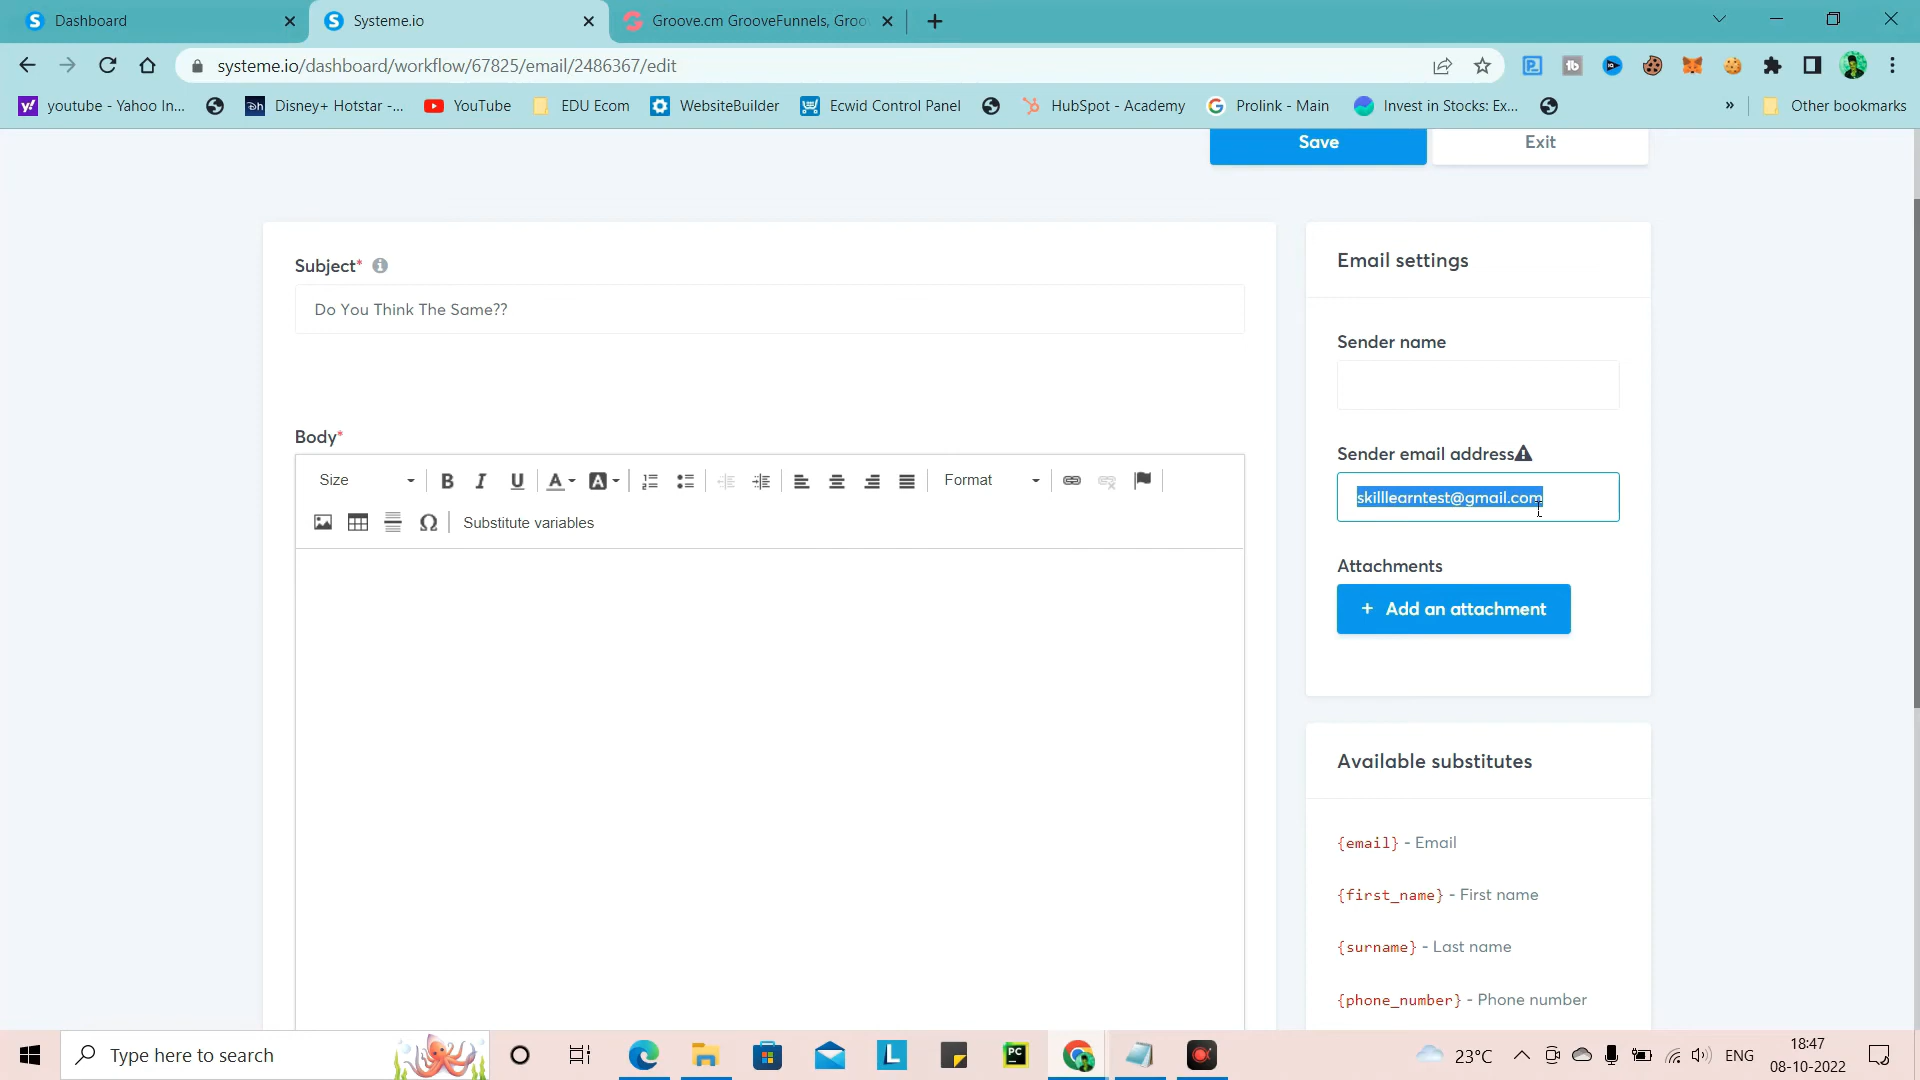 Dashboard
Systeme.io
Groove.cm GrooveFunnels, Groo
systeme.io/dashboard/workflow/67825/email/2486367/edit
youtube - Yahoo In...
Disney+ Hotstar -...
YouTube
EDU Ecom
WebsiteBuilder
Ecwid Control Panel
HubSpot - Academy
Prolink - Main
Invest in Stocks: Ex...
»
Other bookmarks
Save
Exit
Subject*
Do You Think The Same??
Body*
Size
B I U
Format
Substitute variables
Email settings
Sender name
Sender email address
skilllearntest@gmail.com
Attachments
+ Add an attachment
Available substitutes
{email} - Email
{first_name} - First name
{surname} - Last name
{phone_number} - Phone number
Type here to search
23°C
ENG
18:47
08-10-2022